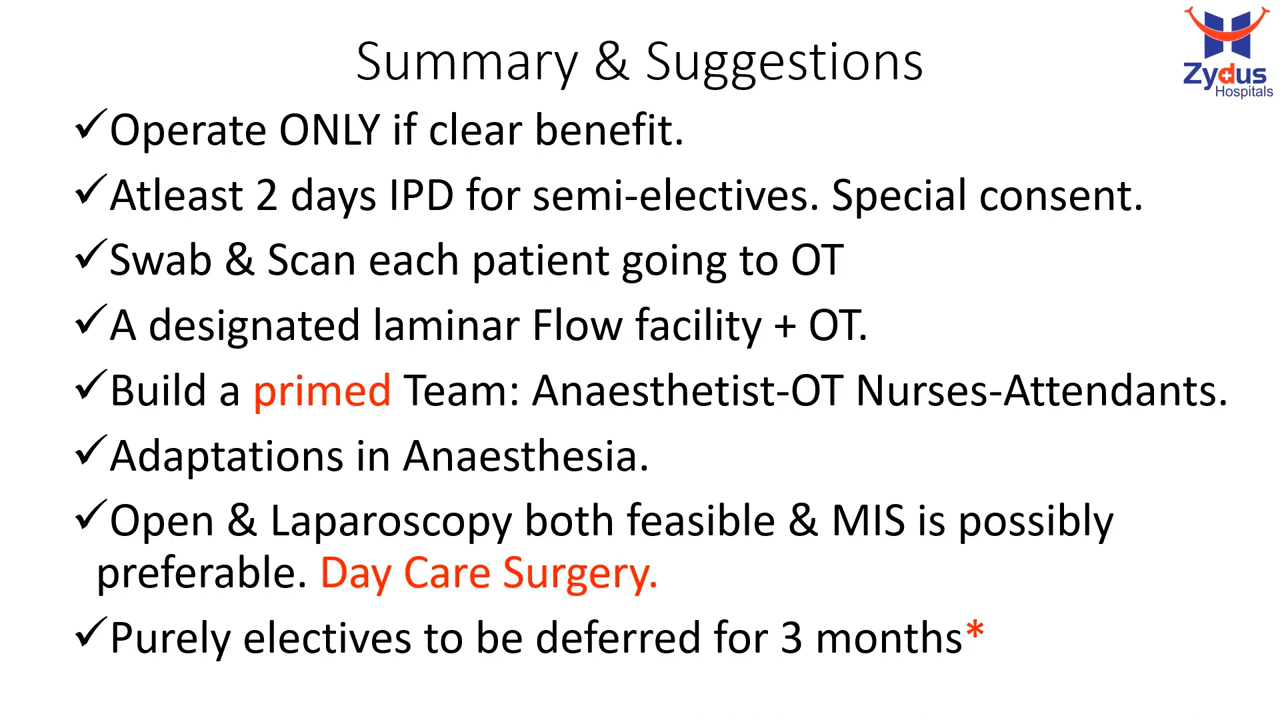 Summary & Suggestions
Zydus
Hospitals
✓Operate ONLY if clear benefit.
✓Atleast 2 days IPD for semi-electives. Special consent.
✓Swab & Scan each patient going to OT
✓A designated laminar Flow facility + OT.
✓Build a primed Team: Anaesthetist-OT Nurses-Attendants.
✓Adaptations in Anaesthesia.
✓Open & Laparoscopy both feasible & MIS is possibly
preferable. Day Care Surgery.
✓Purely electives to be deferred for 3 months*